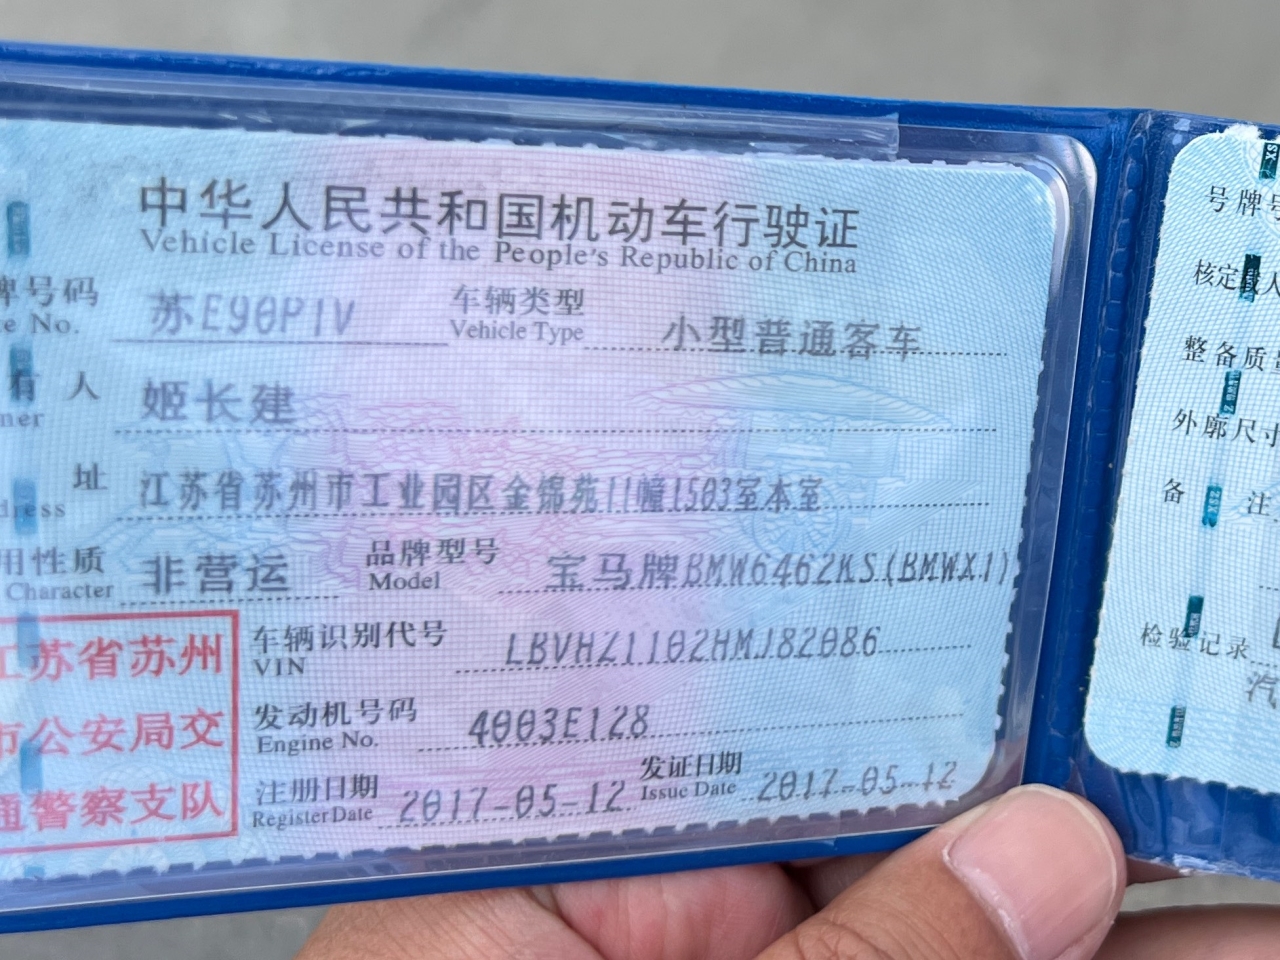 中华人民共和国机动车行驶证
Vehicle License of the People's Republic of China
牌号码 苏E90P1V 车辆类型 小型普通客车
te No. Vehicle Type
有人 姬长建
ner
址 江苏省苏州市工业园区金锦苑11幢1503室本室
dress
用性质 非营运 品牌型号 宝马牌BMW6462KS(BMWX1)
Character Model
江苏省苏州
市公安局交
通警察支队
车辆识别代号 LBVHZ1102HMJ82086
VIN
发动机号码 4003E128
Engine No.
注册日期 2017-05-12 发证日期 2017-05-12
Register Date Issue Date
号牌号
核定载人
整备质量
外廓尺寸
备注
检验记录
汽